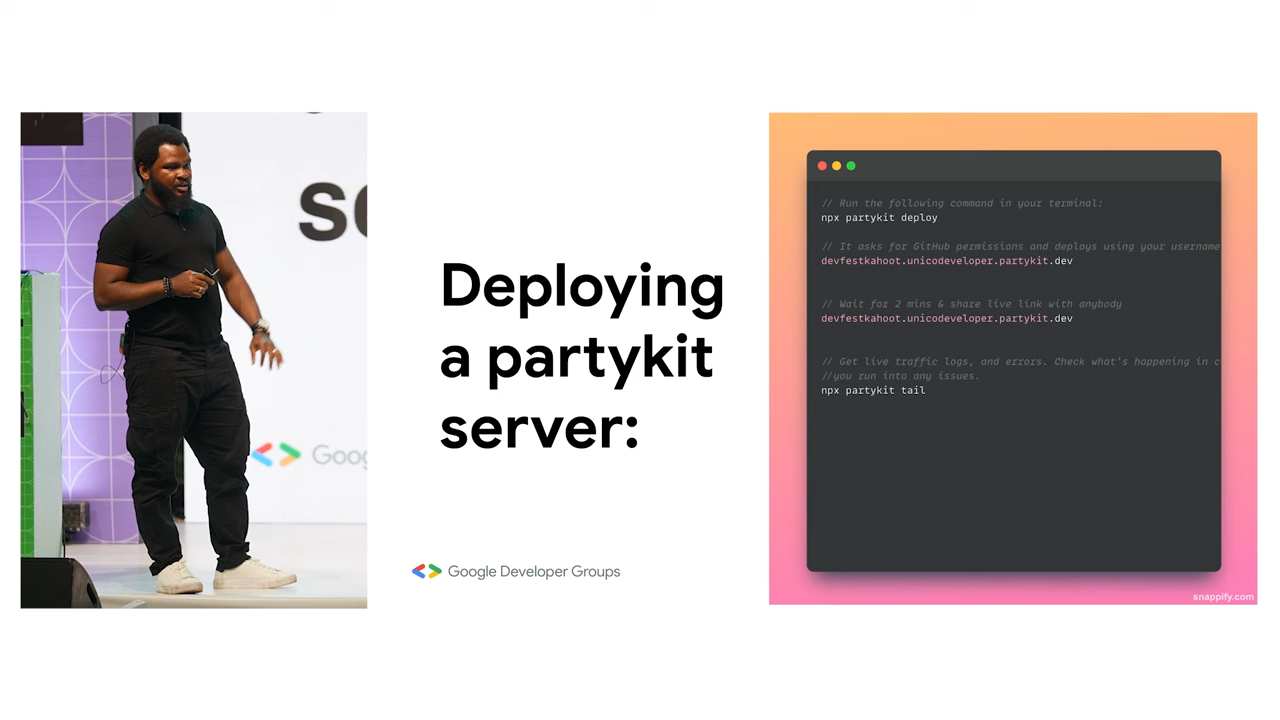 Deploying
a partykit
server:
Google Developer Groups
// Run the following command in your terminal:
npx partykit deploy
// It asks for GitHub permissions and deploys using your username
devfestkahoot.unicodeveloper.partykit.dev
// Wait for 2 mins & share live link with anybody
devfestkahoot.unicodeveloper.partykit.dev
// Get live traffic logs, and errors. Check what's happening in
//you run into any issues.
npx partykit tail
snappify.com